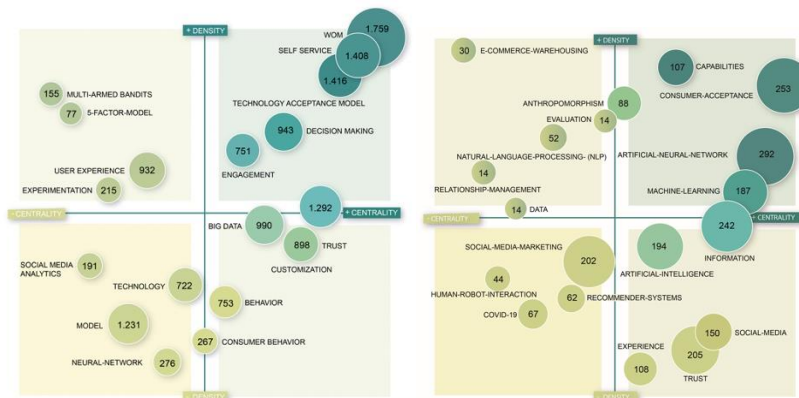 + DENSITY
WOM
1.759
SELF SERVICE
1.408
1.416
TECHNOLOGY ACCEPTANCE MODEL
155
MULTI-ARMED BANDITS
77
5-FACTOR-MODEL
943
DECISION MAKING
751
ENGAGEMENT
USER EXPERIENCE
932
EXPERIMENTATION
215
- CENTRALITY
+ CENTRALITY
1.292
BIG DATA
990
TRUST
898
CUSTOMIZATION
SOCIAL MEDIA
ANALYTICS
191
TECHNOLOGY
722
753
BEHAVIOR
MODEL
1.231
267
CONSUMER BEHAVIOR
NEURAL-NETWORK
276
- DENSITY
+ DENSITY
30
E-COMMERCE-WAREHOUSING
107
CAPABILITIES
CONSUMER-ACCEPTANCE
253
ANTHROPOMORPHISM
88
EVALUATION
14
52
NATURAL-LANGUAGE-PROCESSING- (NLP)
ARTIFICIAL-NEURAL-NETWORK
292
14
RELATIONSHIP-MANAGEMENT
MACHINE-LEARNING
187
14
DATA
- CENTRALITY
+ CENTRALITY
242
INFORMATION
SOCIAL-MEDIA-MARKETING
202
194
ARTIFICIAL-INTELLIGENCE
44
HUMAN-ROBOT-INTERACTION
62
RECOMMENDER-SYSTEMS
COVID-19
67
150
SOCIAL-MEDIA
EXPERIENCE
205
TRUST
108
- DENSITY